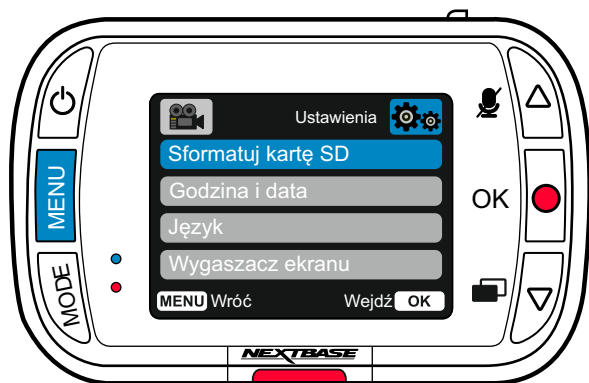 Ustawienia
MENU
Sformatuj kartę SD
Godzina i data
OK
Język
MODE
Wygaszacz ekranu
MENU Wróć Wejdź OK
NEXTBASE